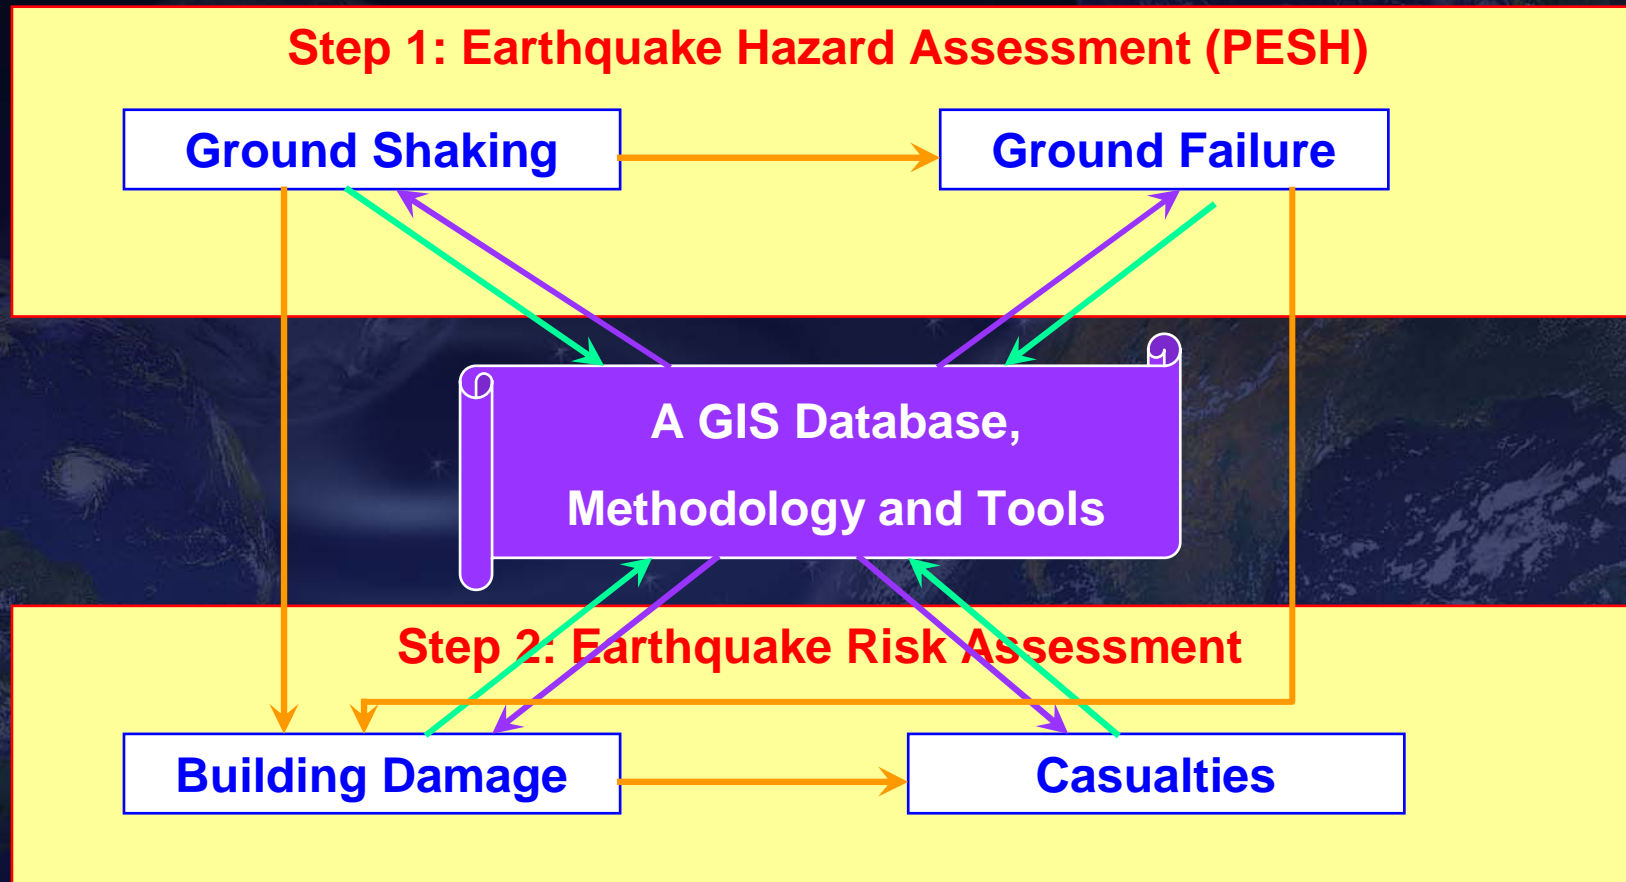 Step 1: Earthquake Hazard Assessment (PESH)
Ground Shaking
Ground Failure
A GIS Database,
Methodology and Tools
Step 2: Earthquake Risk Assessment
Building Damage
Casualties